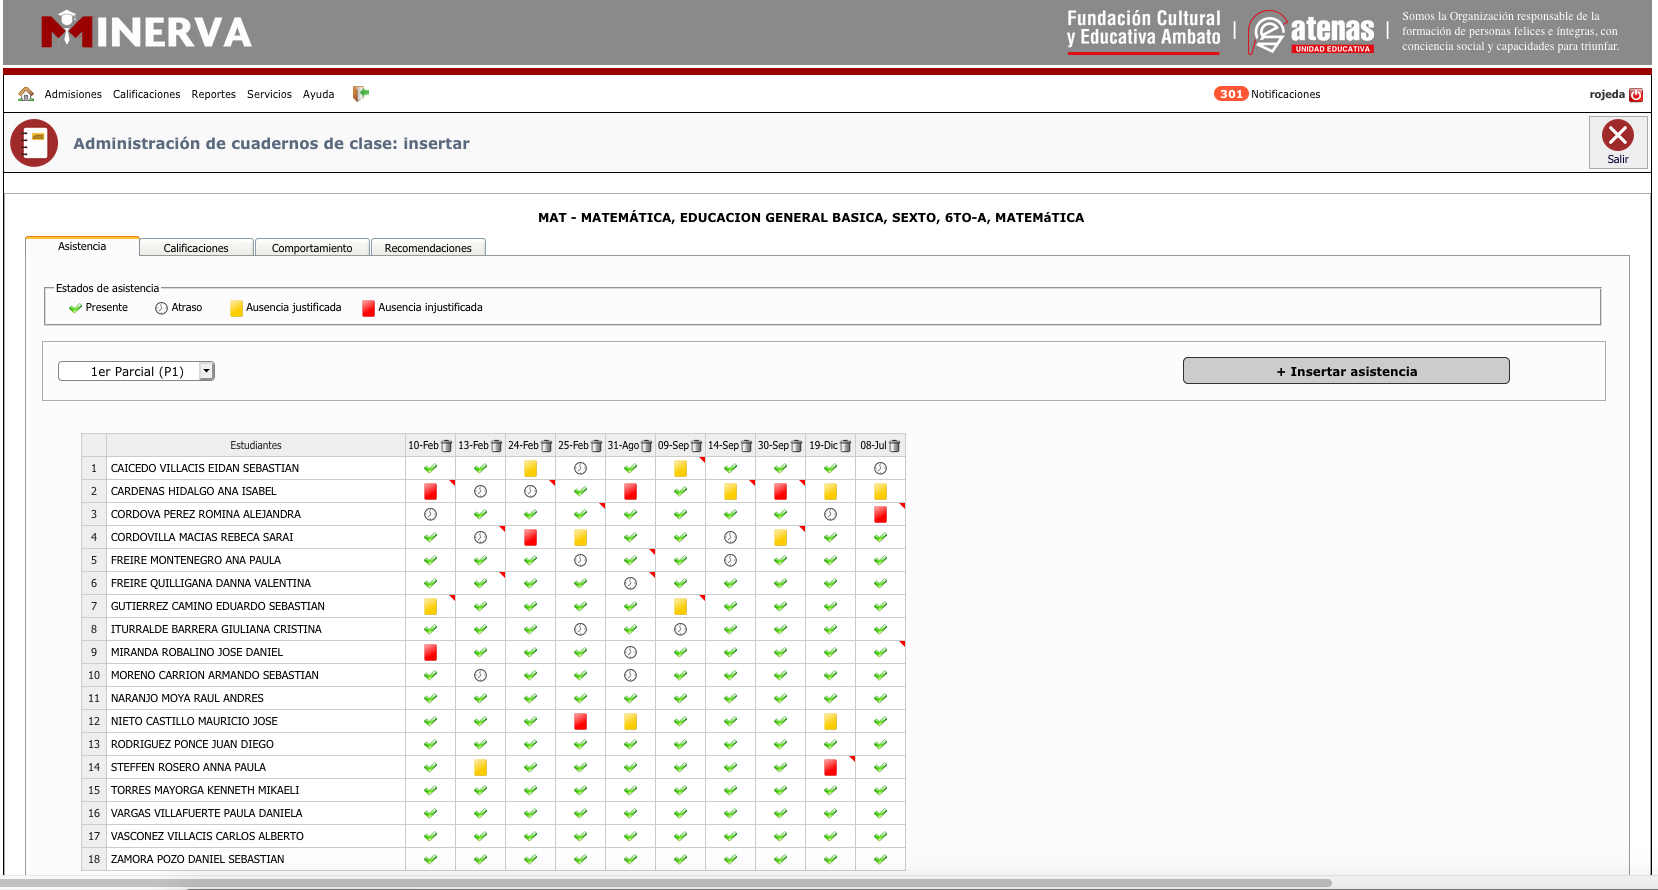 MINERVA
Fundación Cultural
y Educativa Ambato
atenas
UNIDAD EDUCATIVA
Somos la Organización responsable de la
formación de personas felices e íntegras, con
conciencia social y capacidades para triunfar.
Admisiones Calificaciones Reportes Servicios Ayuda 301 Notificaciones rojeda
Administración de cuadernos de clase: insertar
Salir
MAT - MATEMÁTICA, EDUCACION GENERAL BASICA, SEXTO, 6TO-A, MATEMáTICA
Asistencia Calificaciones Comportamiento Recomendaciones
Estados de asistencia
Presente Atraso Ausencia justificada Ausencia injustificada
1er Parcial (P1) + Insertar asistencia
Estudiantes 10-Feb 13-Feb 24-Feb 25-Feb 31-Ago 09-Sep 14-Sep 30-Sep 19-Dic 08-Jul
1 CAICEDO VILLACIS EIDAN SEBASTIAN
2 CARDENAS HIDALGO ANA ISABEL
3 CORDOVA PEREZ ROMINA ALEJANDRA
4 CORDOVILLA MACIAS REBECA SARAI
5 FREIRE MONTENEGRO ANA PAULA
6 FREIRE QUILLIGANA DANNA VALENTINA
7 GUTIERREZ CAMINO EDUARDO SEBASTIAN
8 ITURRALDE BARRERA GIULIANA CRISTINA
9 MIRANDA ROBALINO JOSE DANIEL
10 MORENO CARRION ARMANDO SEBASTIAN
11 NARANJO MOYA RAUL ANDRES
12 NIETO CASTILLO MAURICIO JOSE
13 RODRIGUEZ PONCE JUAN DIEGO
14 STEFFEN ROSERO ANNA PAULA
15 TORRES MAYORGA KENNETH MIKAELI
16 VARGAS VILLAFUERTE PAULA DANIELA
17 VASCONEZ VILLACIS CARLOS ALBERTO
18 ZAMORA POZO DANIEL SEBASTIAN